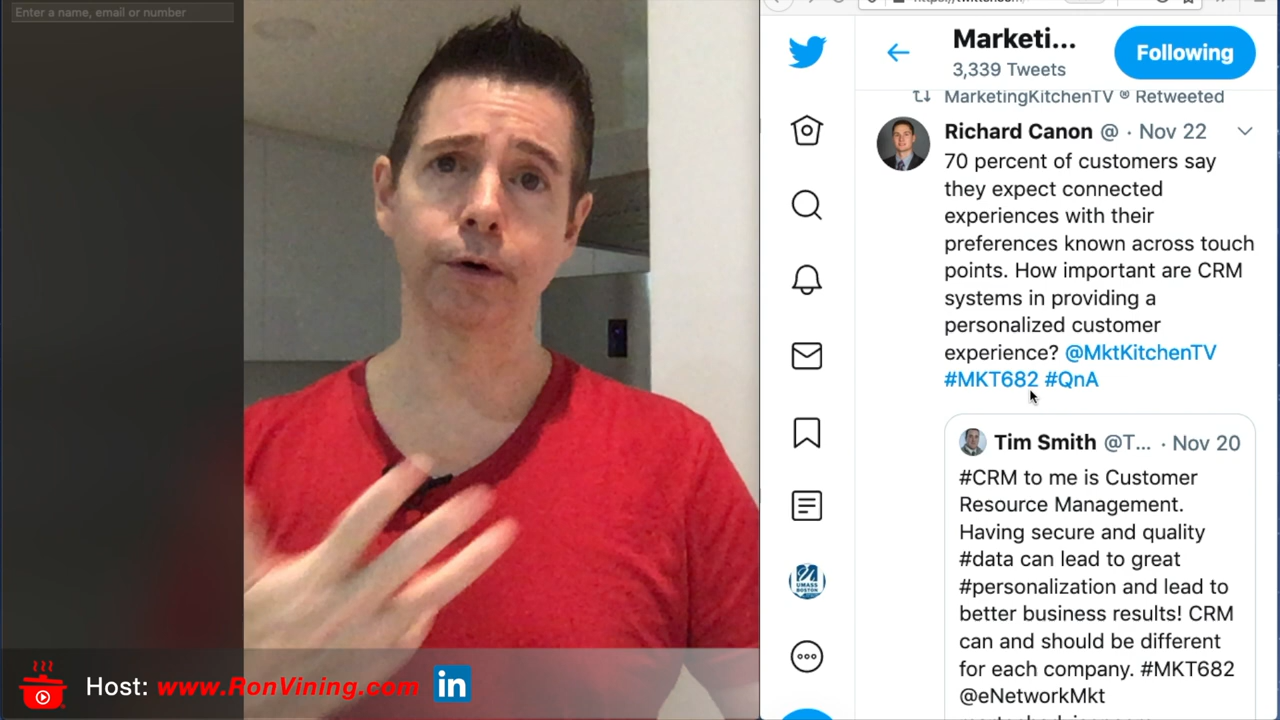 Enter a name, email or number
Marketi...
3,339 Tweets
Following
MarketingKitchenTV ® Retweeted
Richard Canon @ · Nov 22
70 percent of customers say
they expect connected
experiences with their
preferences known across touch
points. How important are CRM
systems in providing a
personalized customer
experience? @MktKitchenTV
#MKT682 #QnA
Tim Smith @T... · Nov 20
#CRM to me is Customer
Resource Management.
Having secure and quality
#data can lead to great
#personalization and lead to
better business results! CRM
can and should be different
for each company. #MKT682
@eNetworkMkt
UMASS
BOSTON
Host: www.RonVining.com in